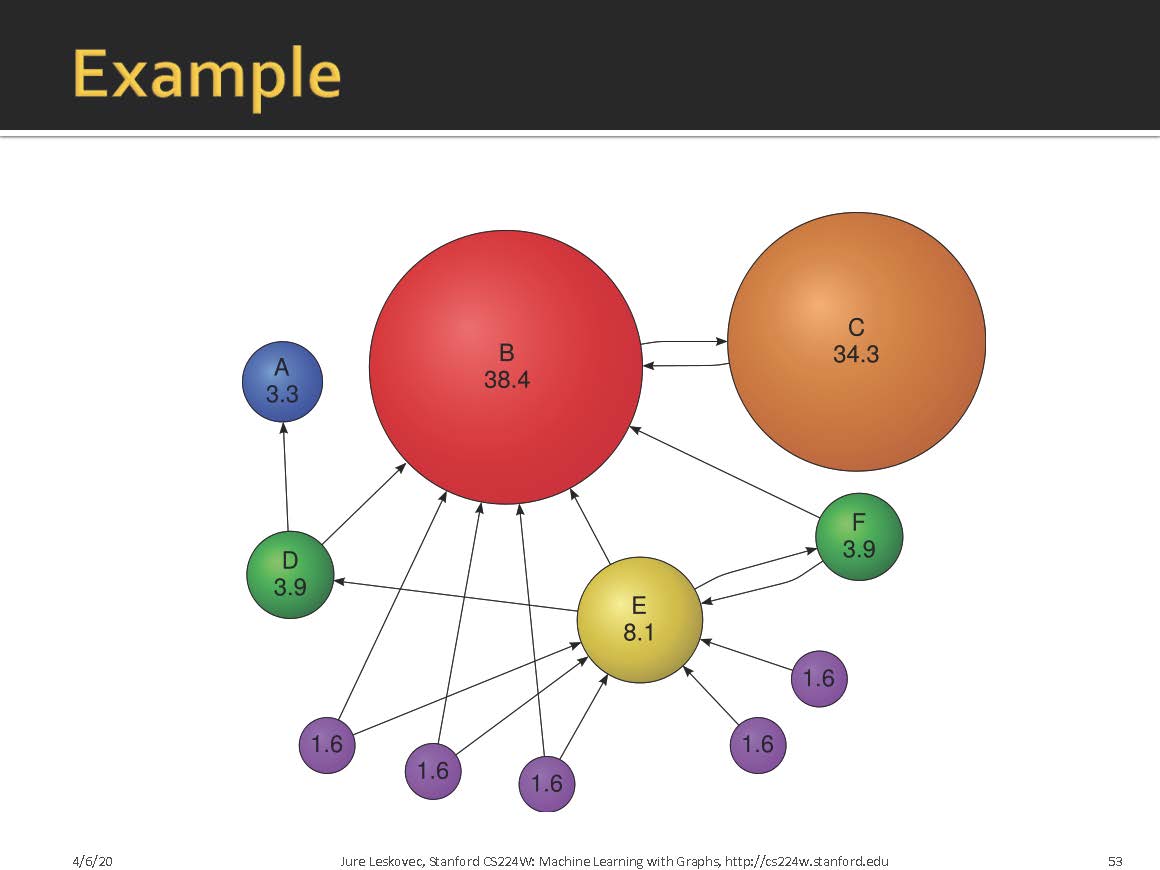 Example
A
3.3
B
38.4
C
34.3
D
3.9
E
8.1
F
3.9
1.6
1.6
1.6
1.6
1.6
4/6/20
Jure Leskovec, Stanford CS224W: Machine Learning with Graphs, http://cs224w.stanford.edu
53